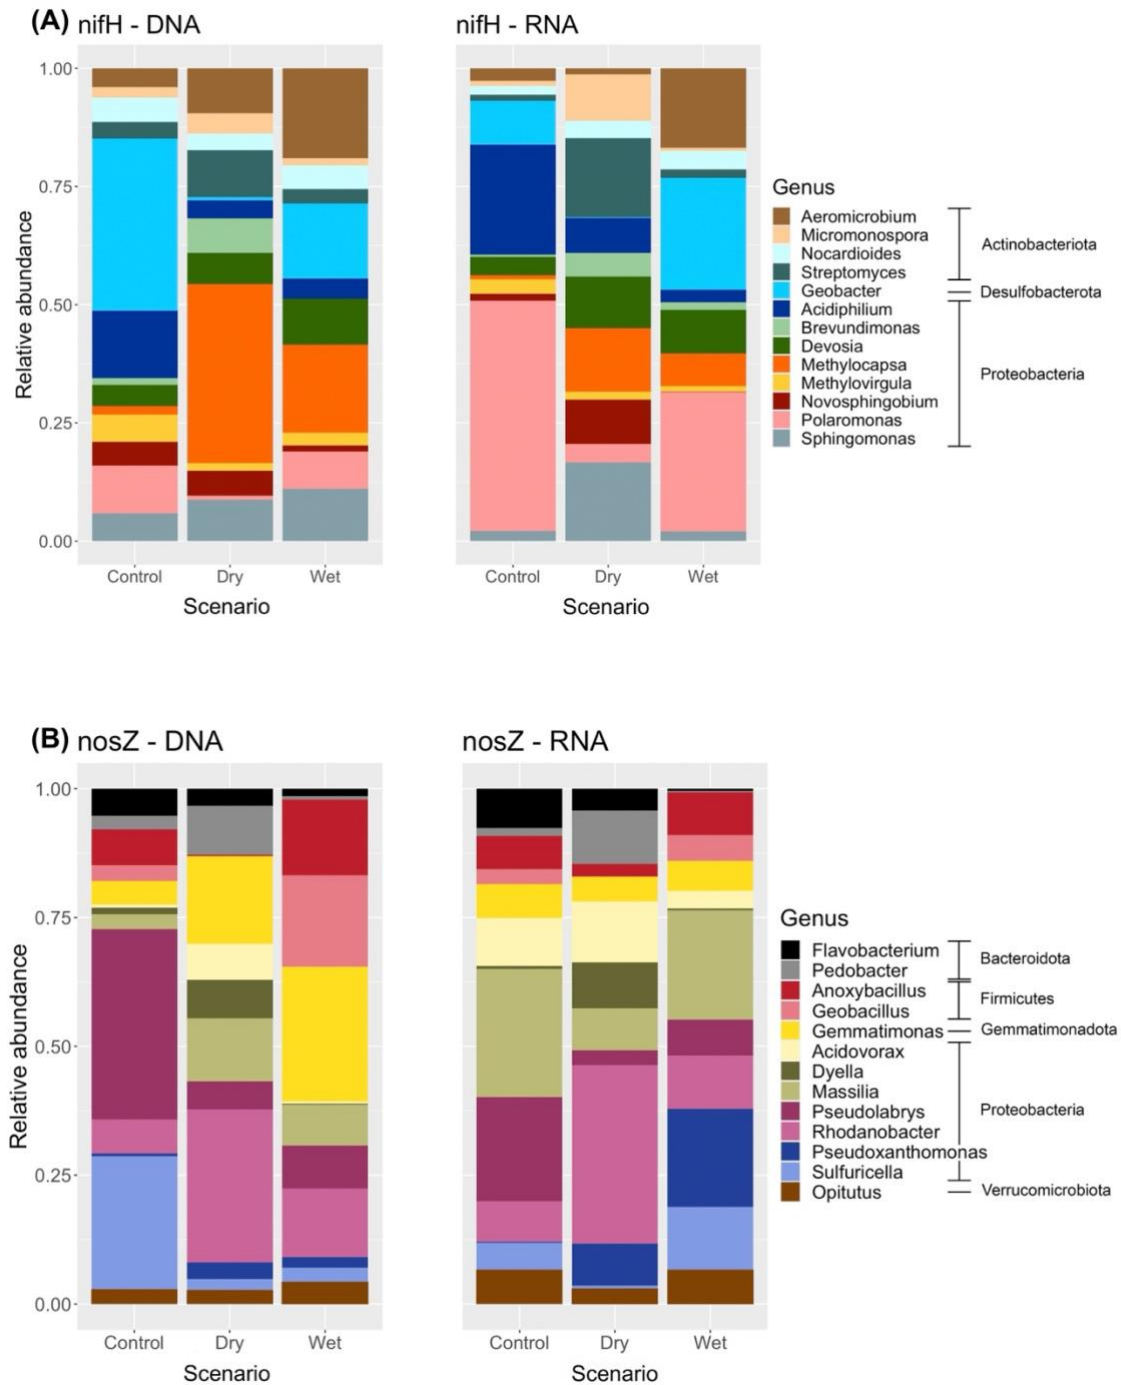 (A) nifH - DNA
nifH - RNA
Relative abundance
1.00
0.75
0.50
0.25
0.00
Control Dry Wet
Scenario
Control Dry Wet
Scenario
Genus
Aeromicrobium
Micromonospora
Nocardioides
Streptomyces
Geobacter
Acidiphilium
Brevundimonas
Devosia
Methylocapsa
Methylovirgula
Novosphingobium
Polaromonas
Sphingomonas
Actinobacteriota
Desulfobacterota
Proteobacteria
(B) nosZ - DNA
nosZ - RNA
Relative abundance
1.00
0.75
0.50
0.25
0.00
Control Dry Wet
Scenario
Control Dry Wet
Scenario
Genus
Flavobacterium
Pedobacter
Anoxybacillus
Geobacillus
Gemmatimonas
Acidovorax
Dyella
Massilia
Pseudolabrys
Rhodanobacter
Pseudoxanthomonas
Sulfuricella
Opitutus
Bacteroidota
Firmicutes
Gemmatimonadota
Proteobacteria
Verrucomicrobiota